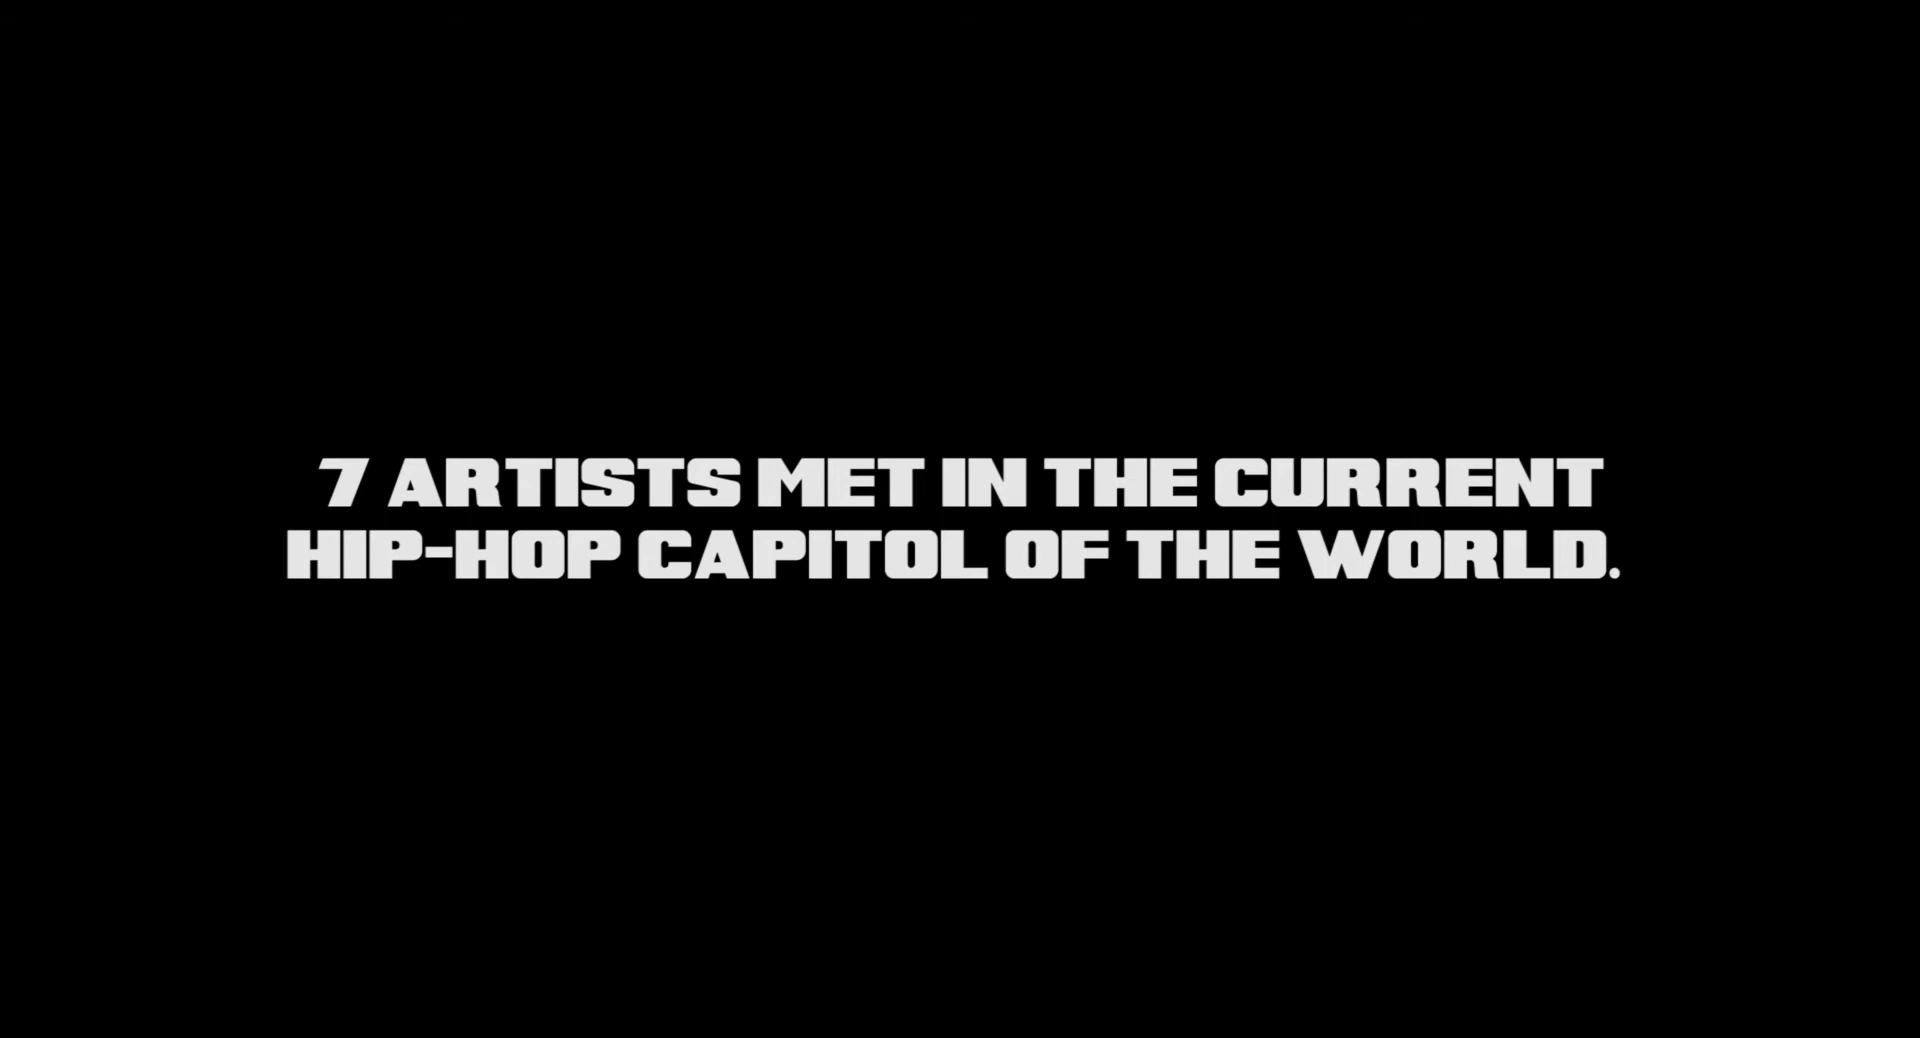 7 ARTISTS MET IN THE CURRENT
HIP-HOP CAPITOL OF THE WORLD.